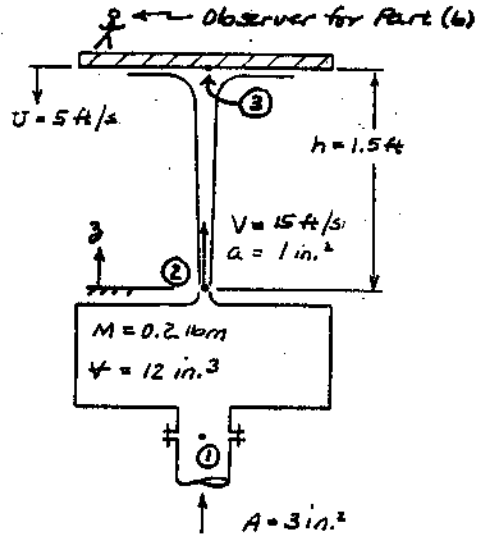 Observer for Part (b)
③
U = 5 ft/s
h = 1.5 ft
V = 15 ft/s
a = 1 in.²
z
②
M = 0.2 lbm
V = 12 in.³
①
A = 3 in.²